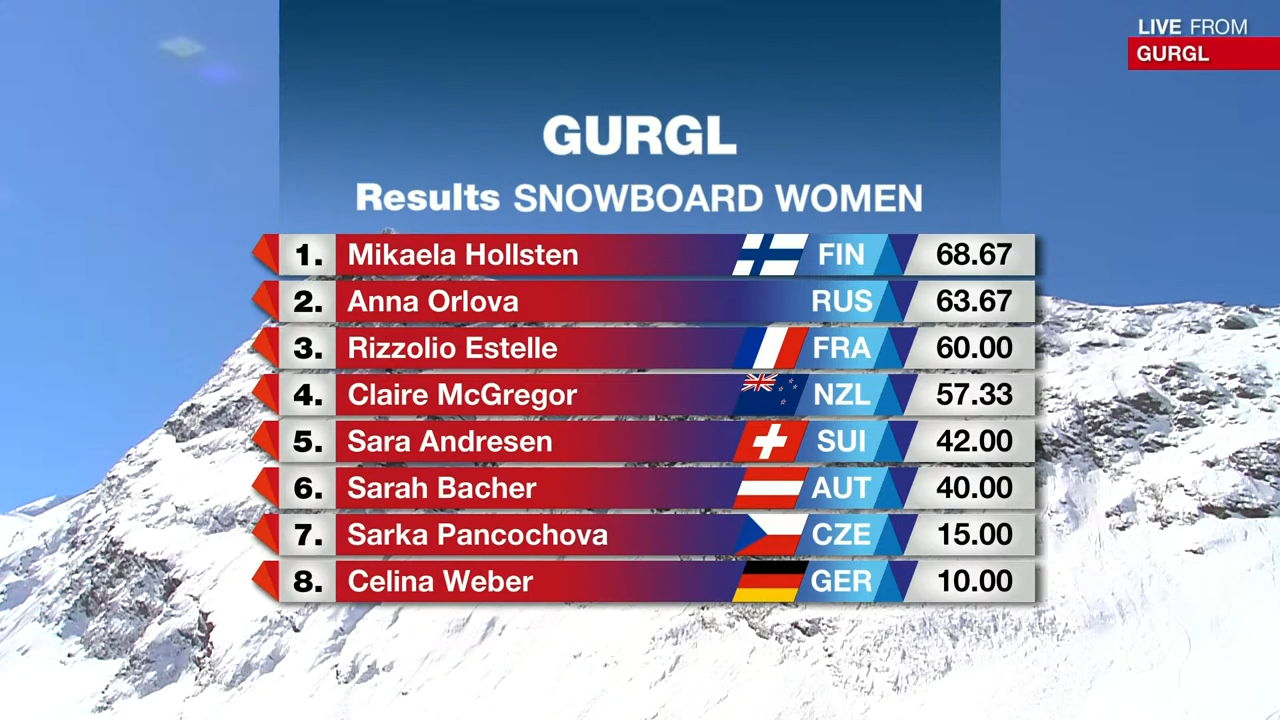 LIVE FROM
GURGL
GURGL
Results SNOWBOARD WOMEN
1. Mikaela Hollsten FIN 68.67
2. Anna Orlova RUS 63.67
3. Rizzolio Estelle FRA 60.00
4. Claire McGregor NZL 57.33
5. Sara Andresen SUI 42.00
6. Sarah Bacher AUT 40.00
7. Sarka Pancochova CZE 15.00
8. Celina Weber GER 10.00